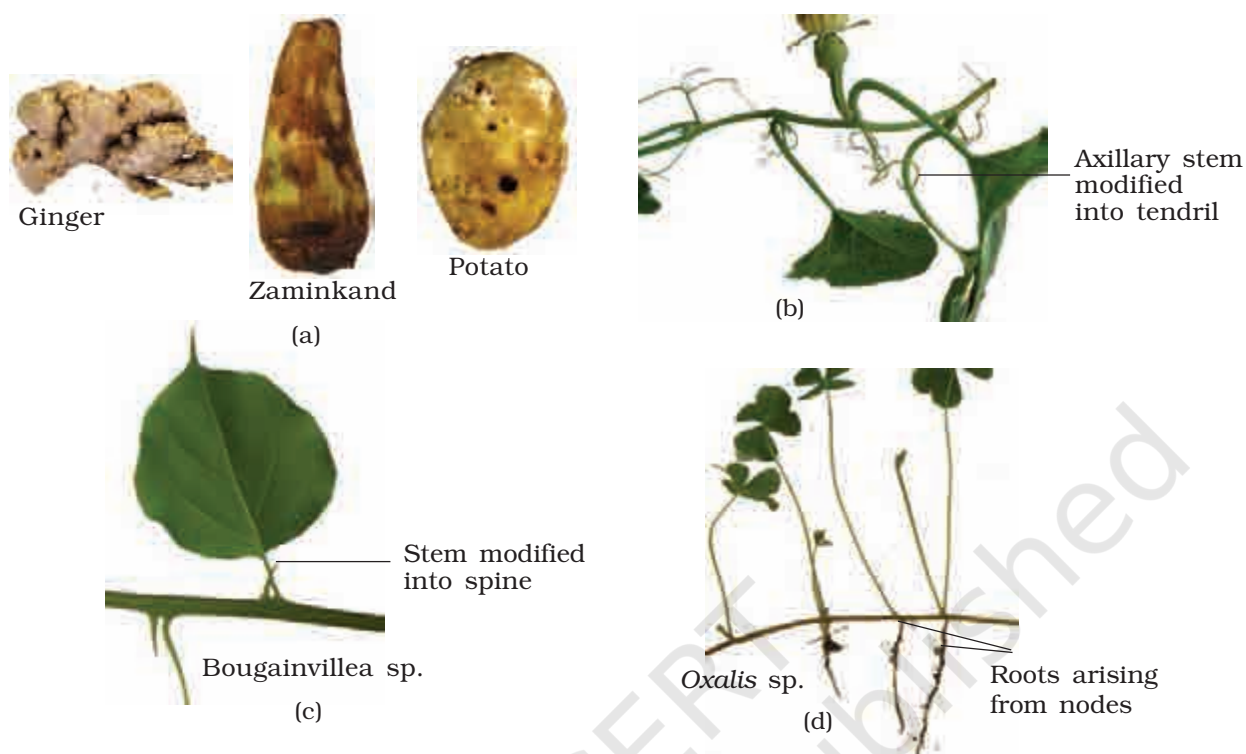 Ginger
Zaminkand
Potato
(a)
Axillary stem
modified
into tendril
(b)
Stem modified
into spine
Bougainvillea sp.
(c)
Oxalis sp.
Roots arising
from nodes
(d)